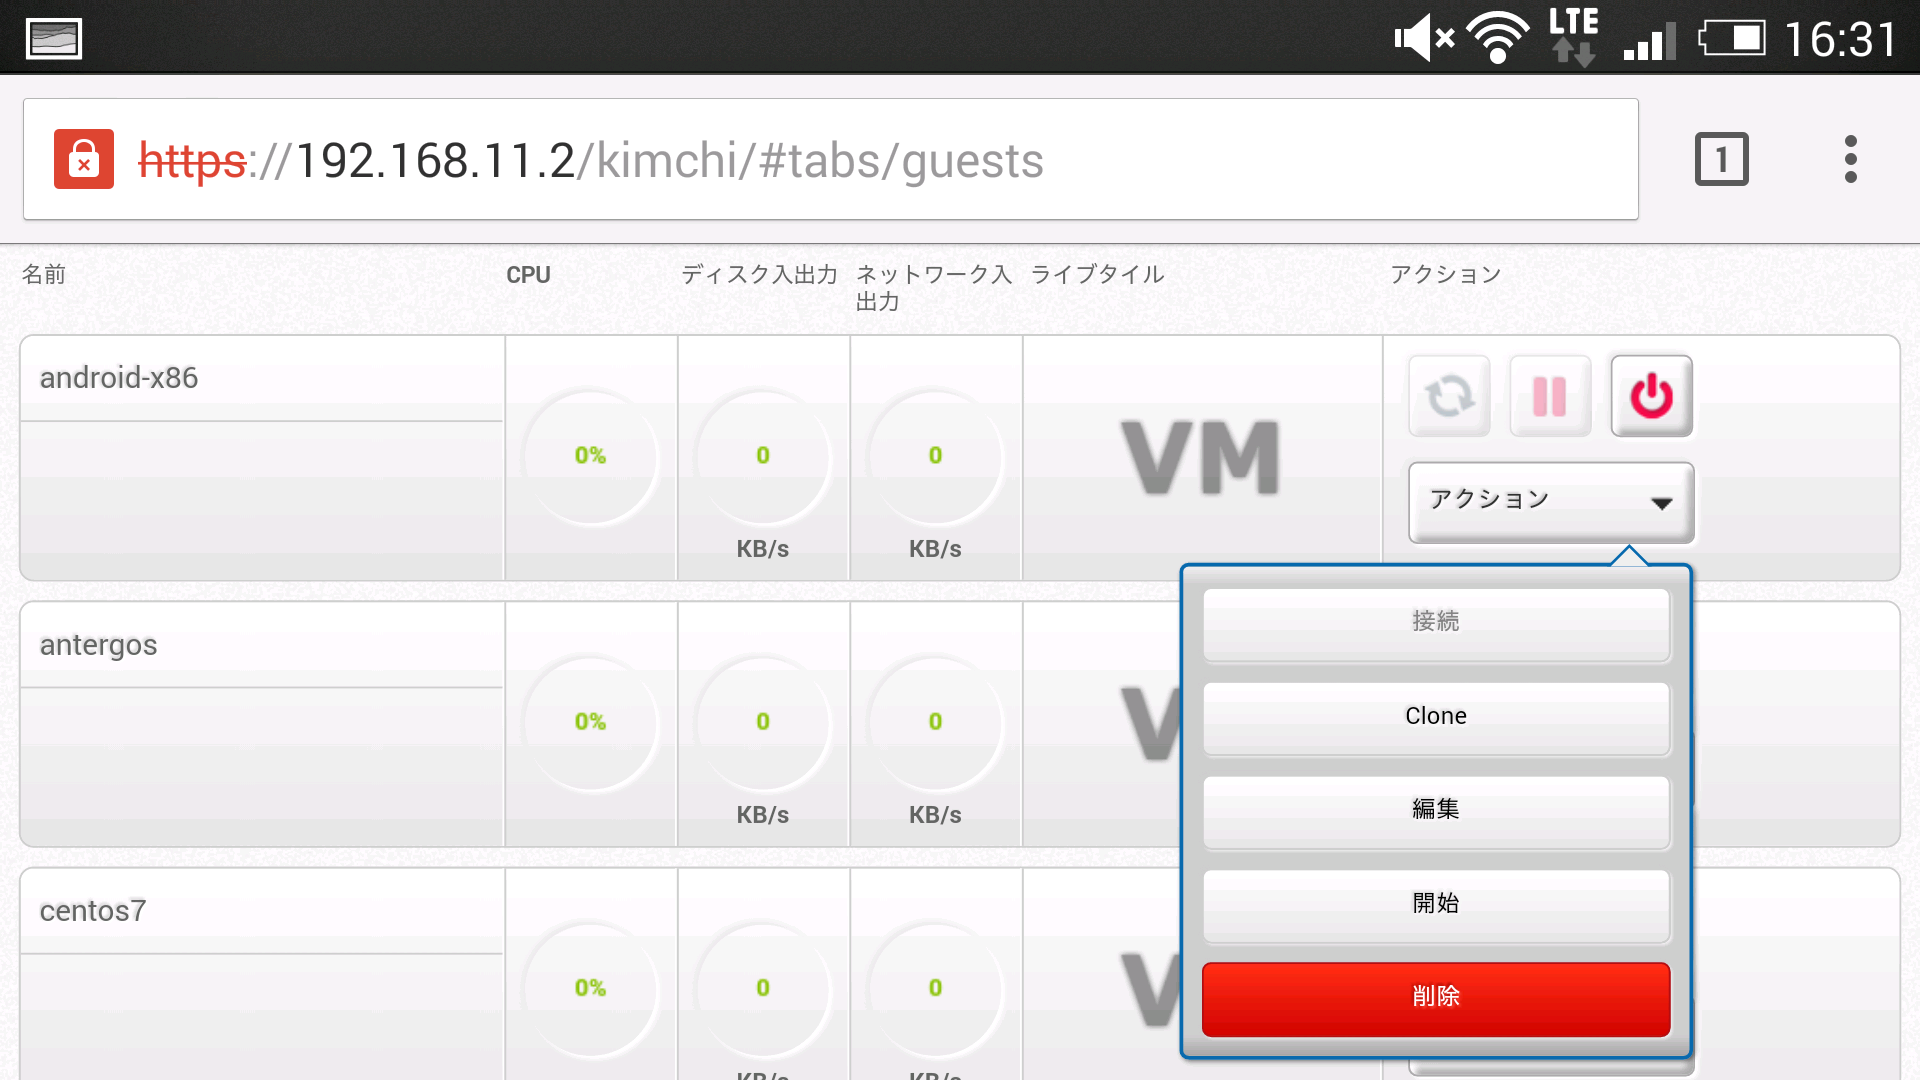 LTE
16:31
https://192.168.11.2/kimchi/#tabs/guests
1
名前 CPU ディスク入出力 ネットワーク入出力 ライブタイル アクション
android-x86
0% 0 0
VM
アクション
KB/s KB/s
接続
antergos
Clone
0% 0 0
V
編集
KB/s KB/s
開始
centos7
0% 0 0
V
削除
KB/s KB/s